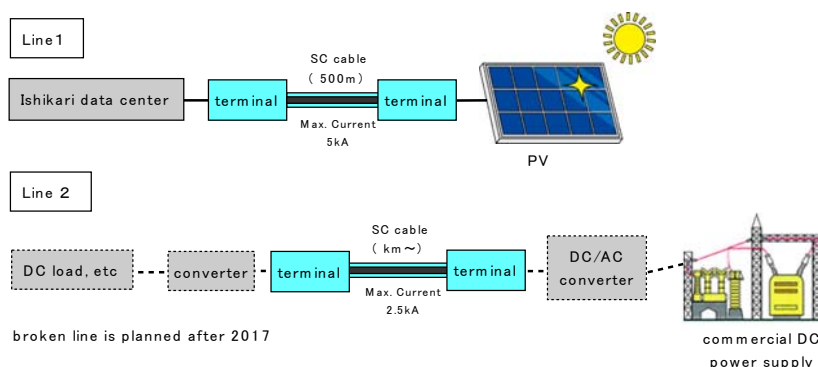 Line1
SC cable
( 500m)
Ishikari data center
terminal
terminal
Max. Current
5kA
PV
Line 2
SC cable
( km～)
DC load, etc
converter
terminal
terminal
DC/AC
converter
Max. Current
2.5kA
broken line is planned after 2017
commercial DC
power supply